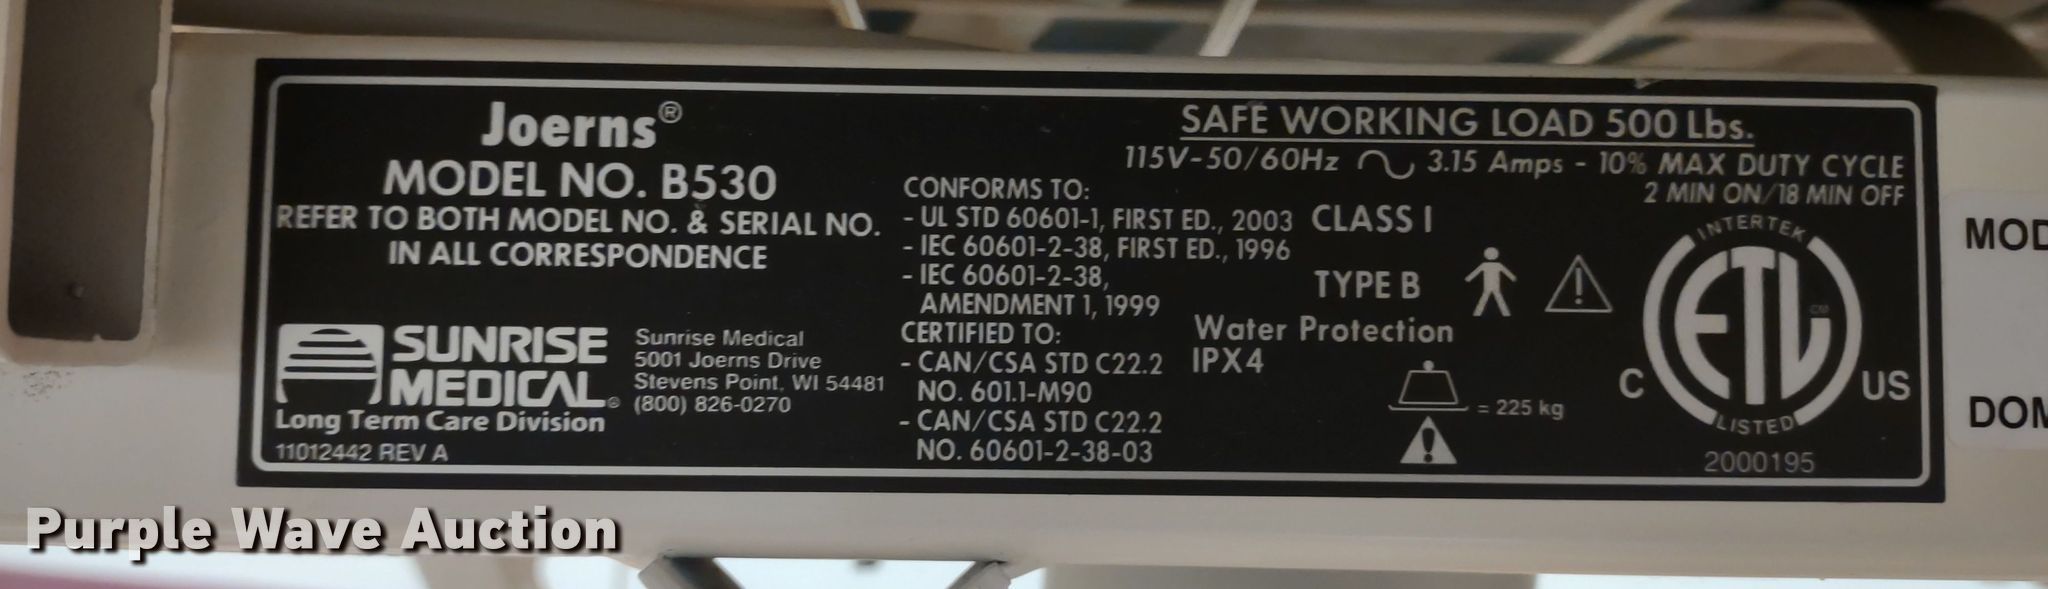 Joerns®
MODEL NO. B530
REFER TO BOTH MODEL NO. & SERIAL NO.
IN ALL CORRESPONDENCE
SUNRISE
MEDICAL®
Long Term Care Division
11012442 REV A
Sunrise Medical
5001 Joerns Drive
Stevens Point, WI 54481
(800) 826-0270
CONFORMS TO:
- UL STD 60601-1, FIRST ED., 2003
- IEC 60601-2-38, FIRST ED., 1996
- IEC 60601-2-38,
AMENDMENT 1, 1999
CERTIFIED TO:
- CAN/CSA STD C22.2
NO. 601.1-M90
- CAN/CSA STD C22.2
NO. 60601-2-38-03
SAFE WORKING LOAD 500 Lbs.
115V-50/60Hz ∿ 3.15 Amps - 10% MAX DUTY CYCLE
2 MIN ON/18 MIN OFF
CLASS I
TYPE B
Water Protection
IPX4
= 225 kg
INTERTEK
ETL
CM
C US
LISTED
2000195
MOD
DOM
Purple Wave Auction